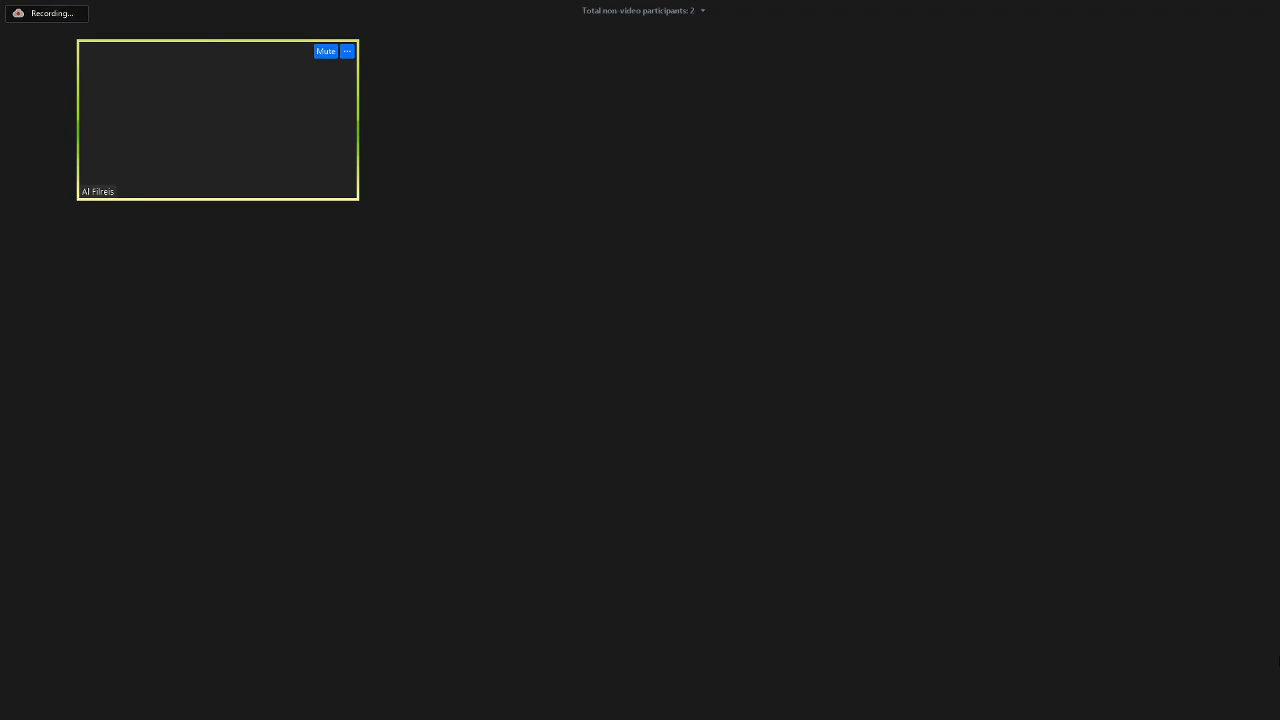 Recording...
Total non-video participants: 2
Mute
...
Al Filreis